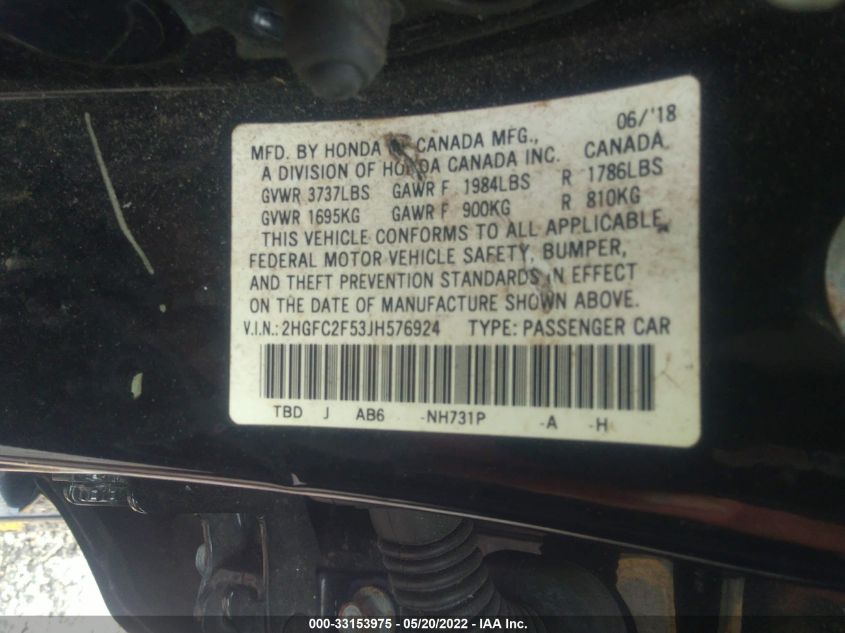 06/'18
MFD. BY HONDA OF CANADA MFG.,
A DIVISION OF HONDA CANADA INC. CANADA
GVWR 3737LBS GAWR F 1984LBS R 1786LBS
GVWR 1695KG GAWR F 900KG R 810KG
THIS VEHICLE CONFORMS TO ALL APPLICABLE
FEDERAL MOTOR VEHICLE SAFETY, BUMPER,
AND THEFT PREVENTION STANDARDS IN EFFECT
ON THE DATE OF MANUFACTURE SHOWN ABOVE.
V.I.N.: 2HGFC2F53JH576924 TYPE: PASSENGER CAR
TBD J AB6 -NH731P -A -H
000-33153975 - 05/20/2022 - IAA Inc.